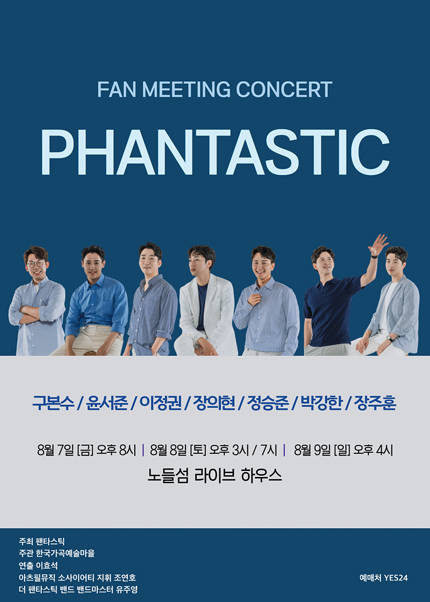 FAN MEETING CONCERT
PHANTASTIC
구본수 / 윤서준 / 이정권 / 장의현 / 정승준 / 박강한 / 장주훈
8월 7일 [금] 오후 8시 | 8월 8일 [토] 오후 3시 / 7시 | 8월 9일 [일] 오후 4시
노들섬 라이브 하우스
주최 팬타스틱
주관 한국가곡예술마을
연출 이효석
아츠필뮤직 소사이어티 지휘 조연호
더 팬타스틱 밴드 밴드마스터 유주영
예매처 YES24